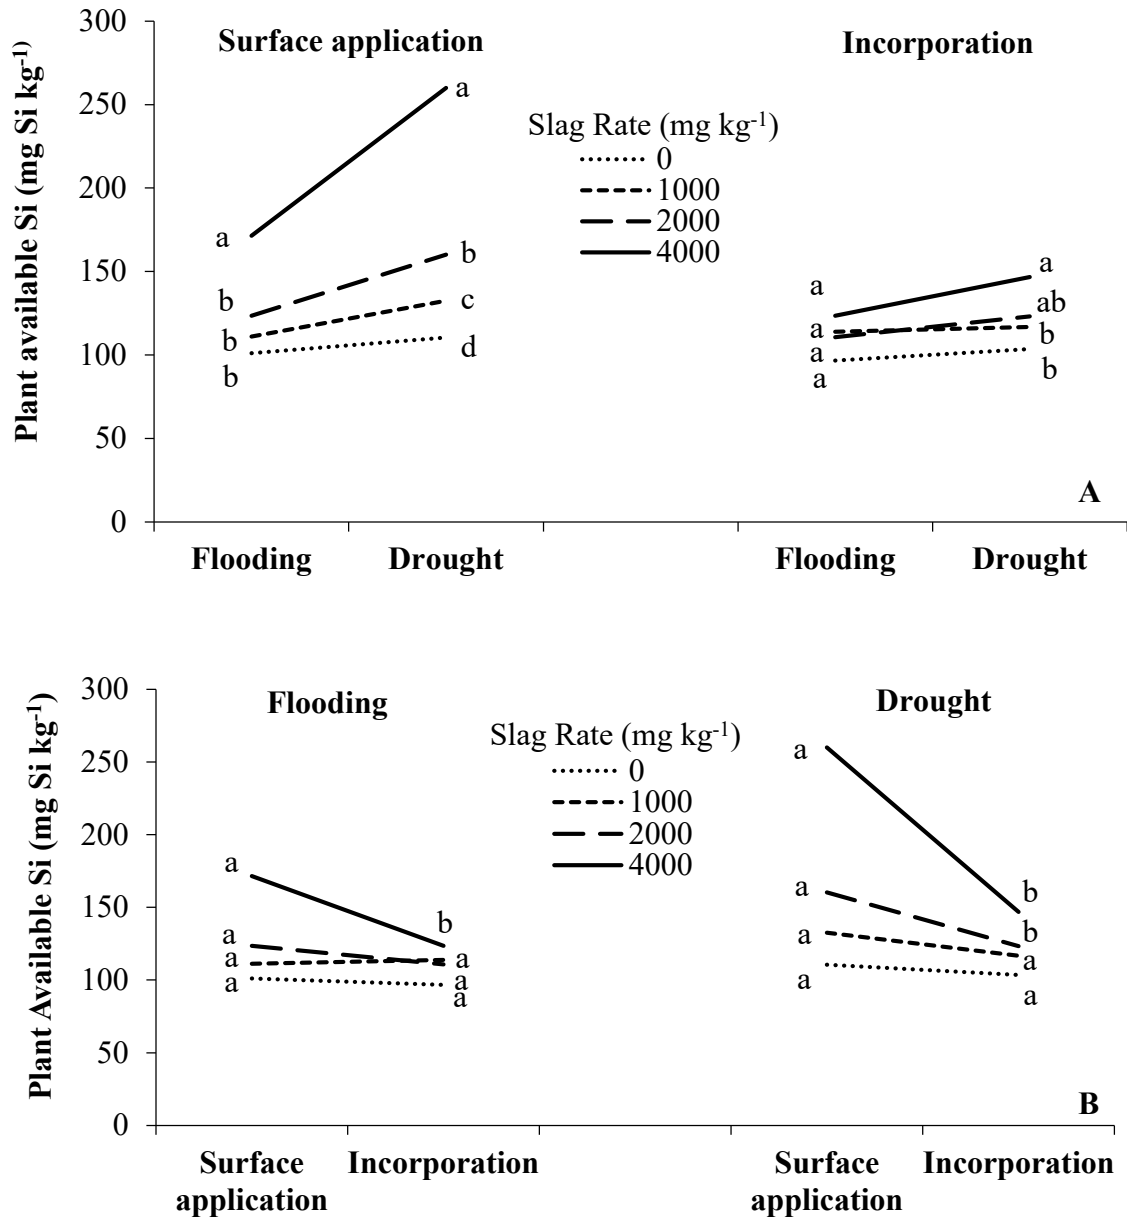 Plant available Si (mg Si kg-1)
300
250
200
150
100
50
0
Surface application
Incorporation
Slag Rate (mg kg-1)
0
1000
2000
4000
a
b
b
b
a
b
c
d
a
a
a
a
a
ab
b
b
A
Flooding
Drought
Flooding
Drought
Plant Available Si (mg Si kg-1)
300
250
200
150
100
50
0
Flooding
Drought
Slag Rate (mg kg-1)
0
1000
2000
4000
a
a
a
a
b
a
a
a
a
a
a
a
b
b
a
a
B
Surface
application
Incorporation
Surface
application
Incorporation